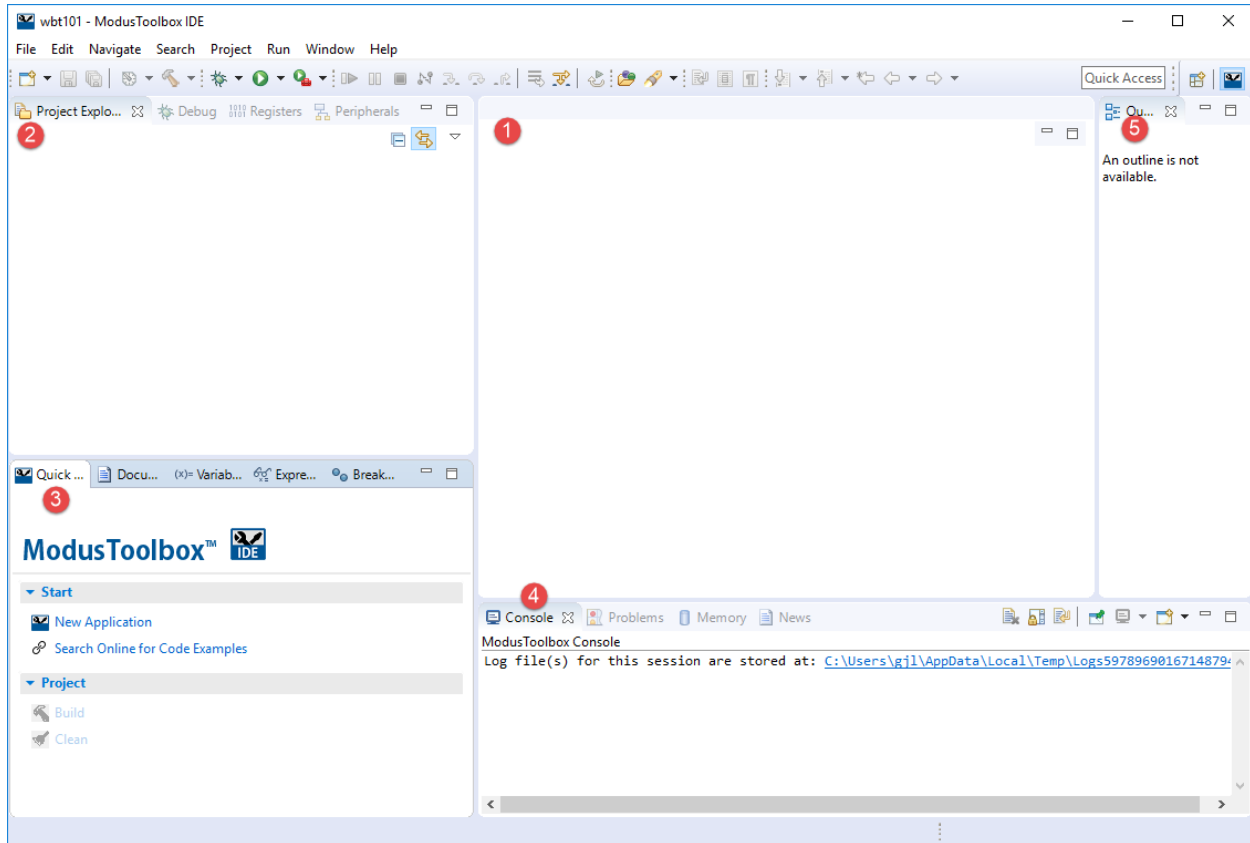 wbt101 - ModusToolbox IDE
File Edit Navigate Search Project Run Window Help
Quick Access
Project Explo... Debug Registers Peripherals
2
1
Ou...
5
An outline is not
available.
Quick ... Docu... (x)= Variab... Expre... Break...
3
ModusToolbox™ IDE
Start
New Application
Search Online for Code Examples
Project
Build
Clean
4
Console Problems Memory News
ModusToolbox Console
Log file(s) for this session are stored at: C:\Users\gjl\AppData\Local\Temp\Logs5978969016714879